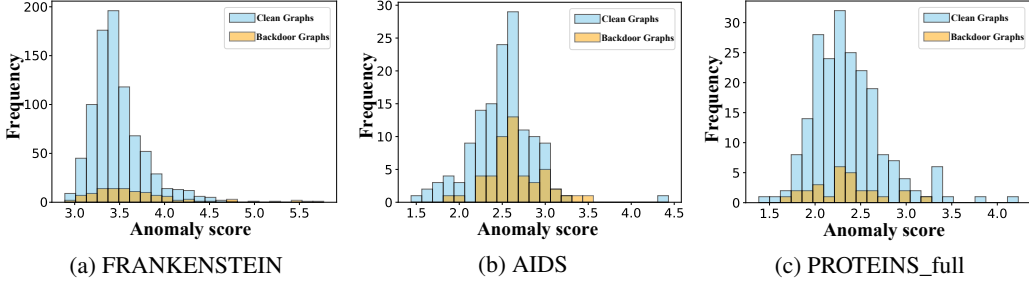 200
150
100
50
0
Frequency
3.0 3.5 4.0 4.5 5.0 5.5
Anomaly score
Clean Graphs
Backdoor Graphs
(a) FRANKENSTEIN
30
25
20
15
10
5
0
Frequency
1.5 2.0 2.5 3.0 3.5 4.0 4.5
Anomaly score
Clean Graphs
Backdoor Graphs
(b) AIDS
30
25
20
15
10
5
0
Frequency
1.5 2.0 2.5 3.0 3.5 4.0
Anomaly score
Clean Graphs
Backdoor Graphs
(c) PROTEINS_full